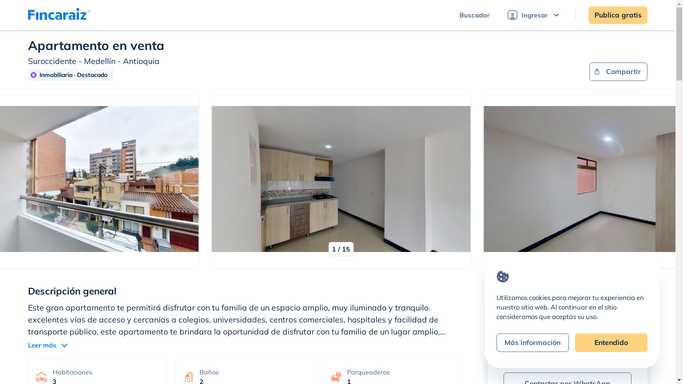 Fincaraiz
Buscador
Ingresar
Publica gratis
Apartamento en venta
Suroccidente - Medellín - Antioquia
Inmobiliaria · Destacado
Compartir
1 / 15
Descripción general
Este gran apartamento te permitirá disfrutar con tu familia de un espacio amplio, muy iluminado y tranquilo.
excelentes vías de acceso y cercanías a colegios, universidades, centros comerciales, hospitales y facilidad de
transporte público, este apartamento te brindara la oportunidad de disfrutar con tu familia de un lugar amplio,...
Leer más
Habitaciones
3
Baños
2
Parqueaderos
1
Utilizamos cookies para mejorar tu experiencia en
nuestro sitio web. Al continuar en el sitio
consideramos que aceptas su uso.
Más información
Entendido
Contactar por WhatsApp